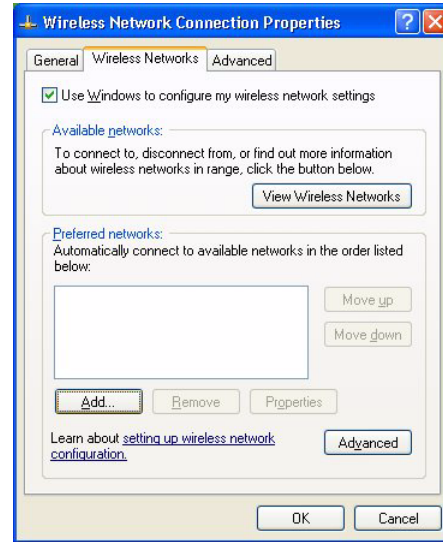 Wireless Network Connection Properties
General
Wireless Networks
Advanced
Use Windows to configure my wireless network settings
Available networks:
To connect to, disconnect from, or find out more information
about wireless networks in range, click the button below.
View Wireless Networks
Preferred networks:
Automatically connect to available networks in the order listed
below:
Move up
Move down
Add...
Remove
Properties
Learn about setting up wireless network
configuration.
Advanced
OK
Cancel